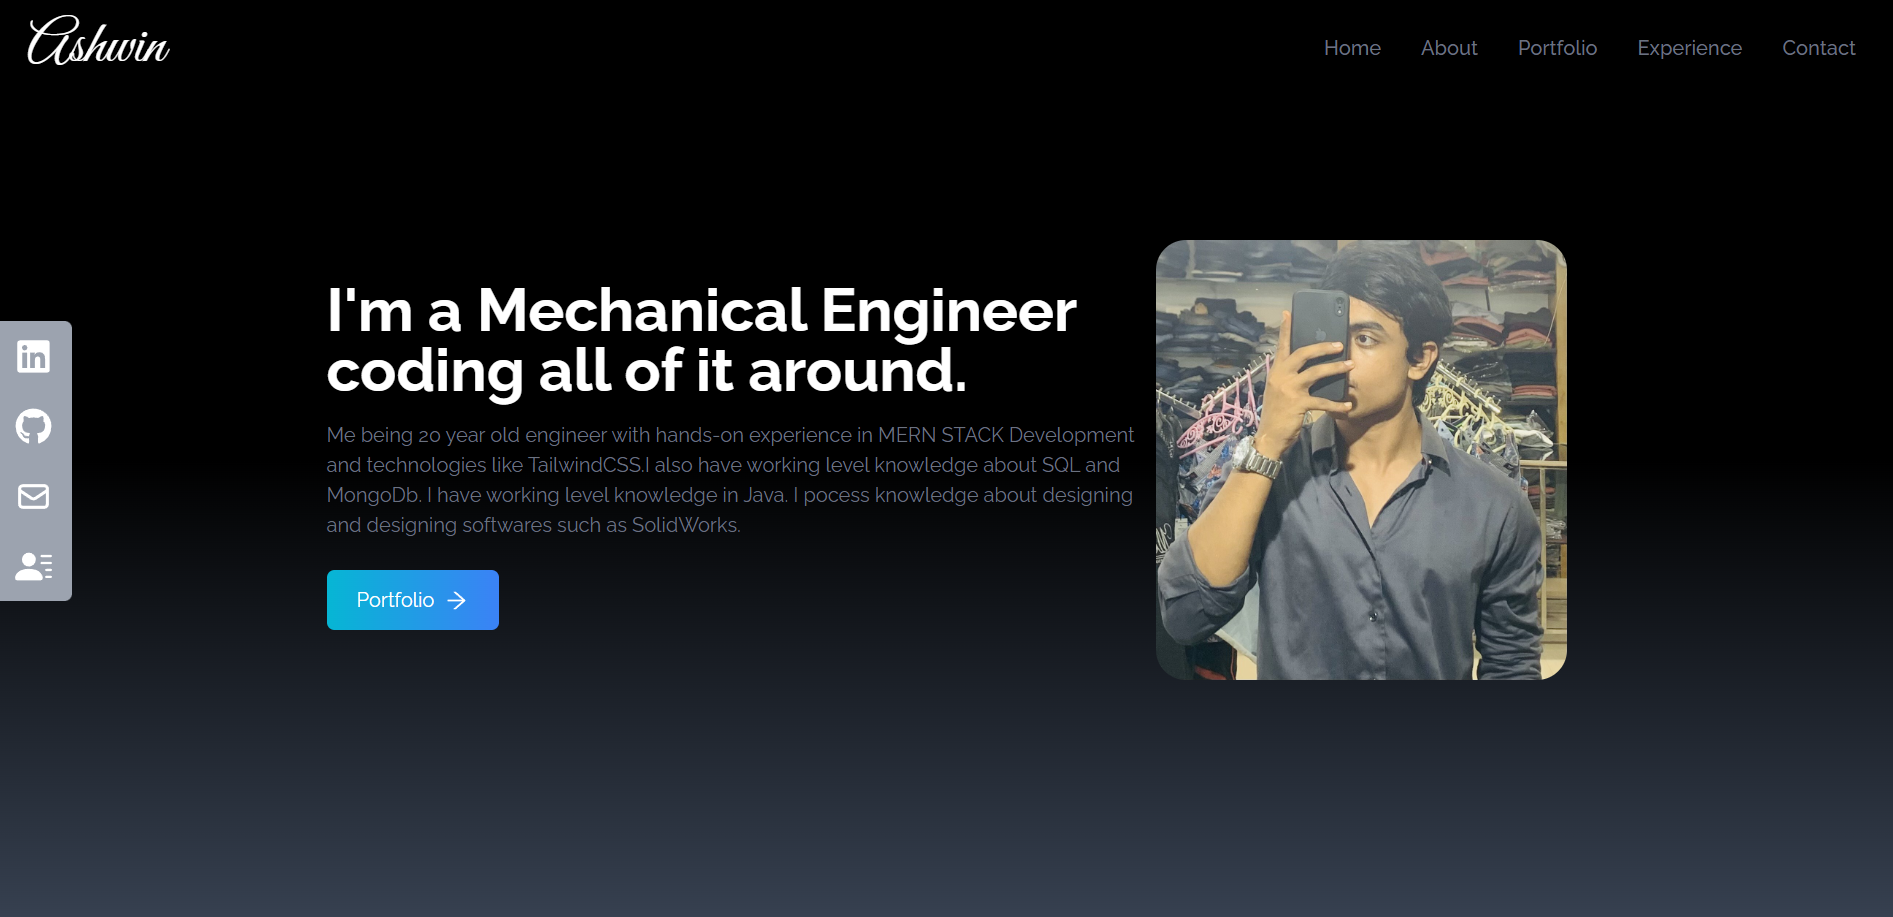 Ashwin
Home About Portfolio Experience Contact
I'm a Mechanical Engineer
coding all of it around.
Me being 20 year old engineer with hands-on experience in MERN STACK Development
and technologies like TailwindCSS.I also have working level knowledge about SQL and
MongoDb. I have working level knowledge in Java. I pocess knowledge about designing
and designing softwares such as SolidWorks.
in
Portfolio